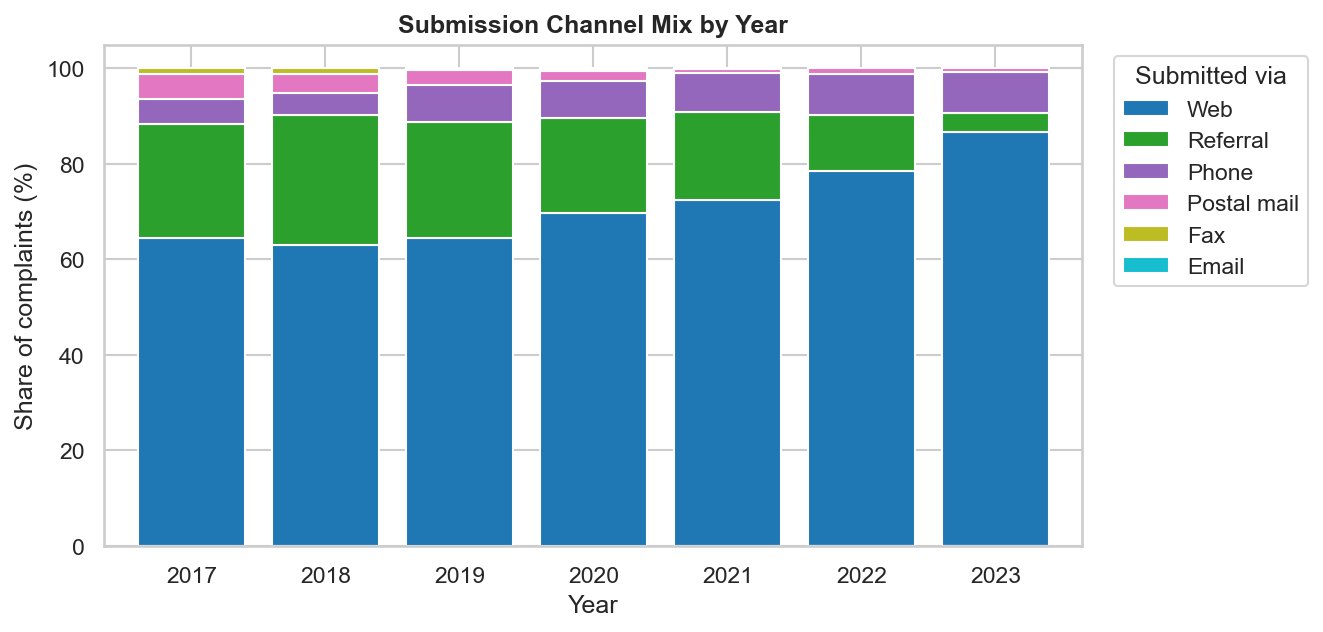 Submission Channel Mix by Year
Share of complaints (%)
100
80
60
40
20
0
2017 2018 2019 2020 2021 2022 2023
Year
Submitted via
Web
Referral
Phone
Postal mail
Fax
Email